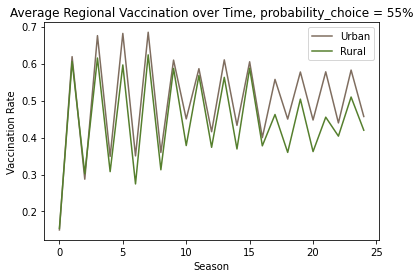 Average Regional Vaccination over Time, probability_choice = 55%
0.7
0.6
0.5
0.4
0.3
0.2
Vaccination Rate
Urban
Rural
0 5 10 15 20 25
Season